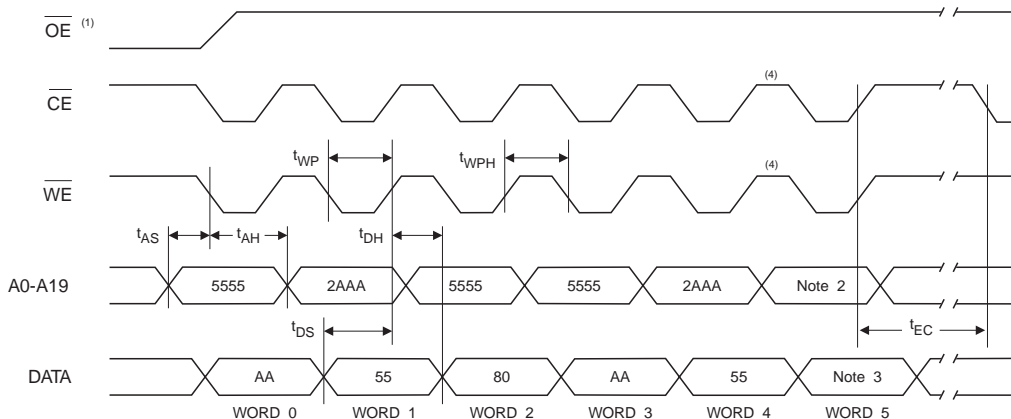 OE (1)
CE
(4)
tWP
tWPH
WE
(4)
tAS
tAH
tDH
A0-A19
5555
2AAA
5555
5555
2AAA
Note 2
tDS
tEC
DATA
AA
55
80
AA
55
Note 3
WORD 0
WORD 1
WORD 2
WORD 3
WORD 4
WORD 5